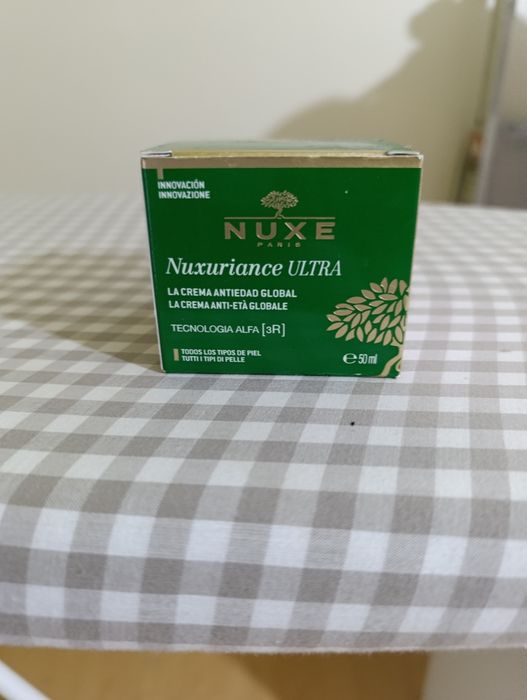 INNOVACIÓN
INNOVAZIONE
NUXE
PARIS
Nuxuriance ULTRA
LA CREMA ANTIEDAD GLOBAL
LA CREMA ANTI-ETÀ GLOBALE
TECNOLOGIA ALFA [3R]
TODOS LOS TIPOS DE PIEL
TUTTI I TIPI DI PELLE
℮ 50 ml